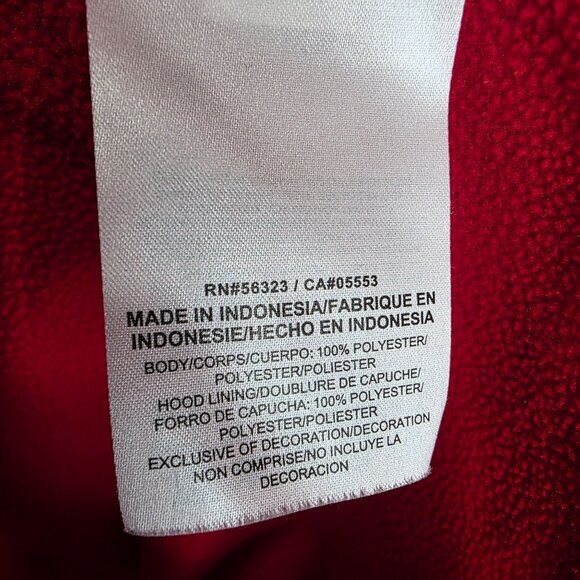 RN#56323 / CA#05553
MADE IN INDONESIA/FABRIQUE EN
INDONESIE/HECHO EN INDONESIA
BODY/CORPS/CUERPO: 100% POLYESTER/
POLYESTER/POLIESTER
HOOD LINING/DOUBLURE DE CAPUCHE/
FORRO DE CAPUCHA: 100% POLYESTER/
POLYESTER/POLIESTER
EXCLUSIVE OF DECORATION/DECORATION
NON COMPRISE/NO INCLUYE LA
DECORACION